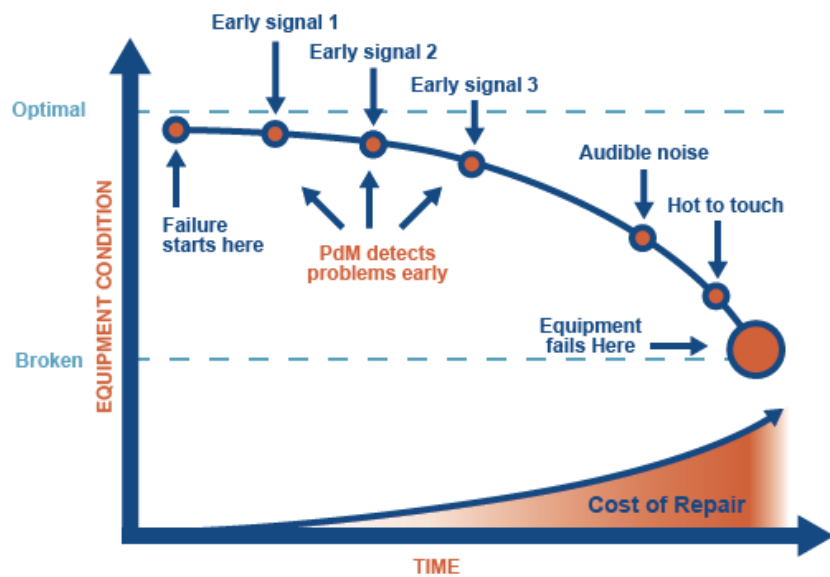 Early signal 1
Early signal 2
Early signal 3
Optimal
Audible noise
Hot to touch
Failure
starts here
PdM detects
problems early
EQUIPMENT CONDITION
Equipment
fails Here
Broken
Cost of Repair
TIME